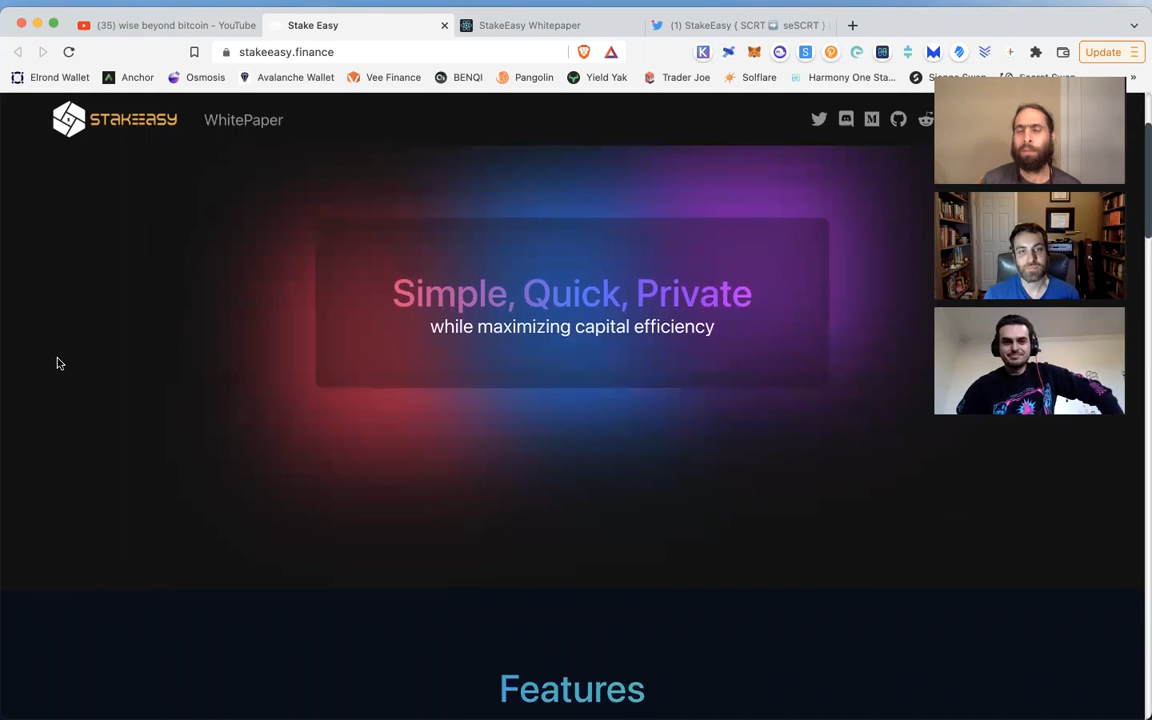 (35) wise beyond bitcoin - YouTube
Stake Easy
StakeEasy Whitepaper
(1) StakeEasy { SCRT ➡ seSCRT }
stakeeasy.finance
Update
Elrond Wallet
Anchor
Osmosis
Avalanche Wallet
Vee Finance
BENQI
Pangolin
Yield Yak
Trader Joe
Solflare
Harmony One Sta...
STAKEEASY
WhitePaper
Simple, Quick, Private
while maximizing capital efficiency
Features